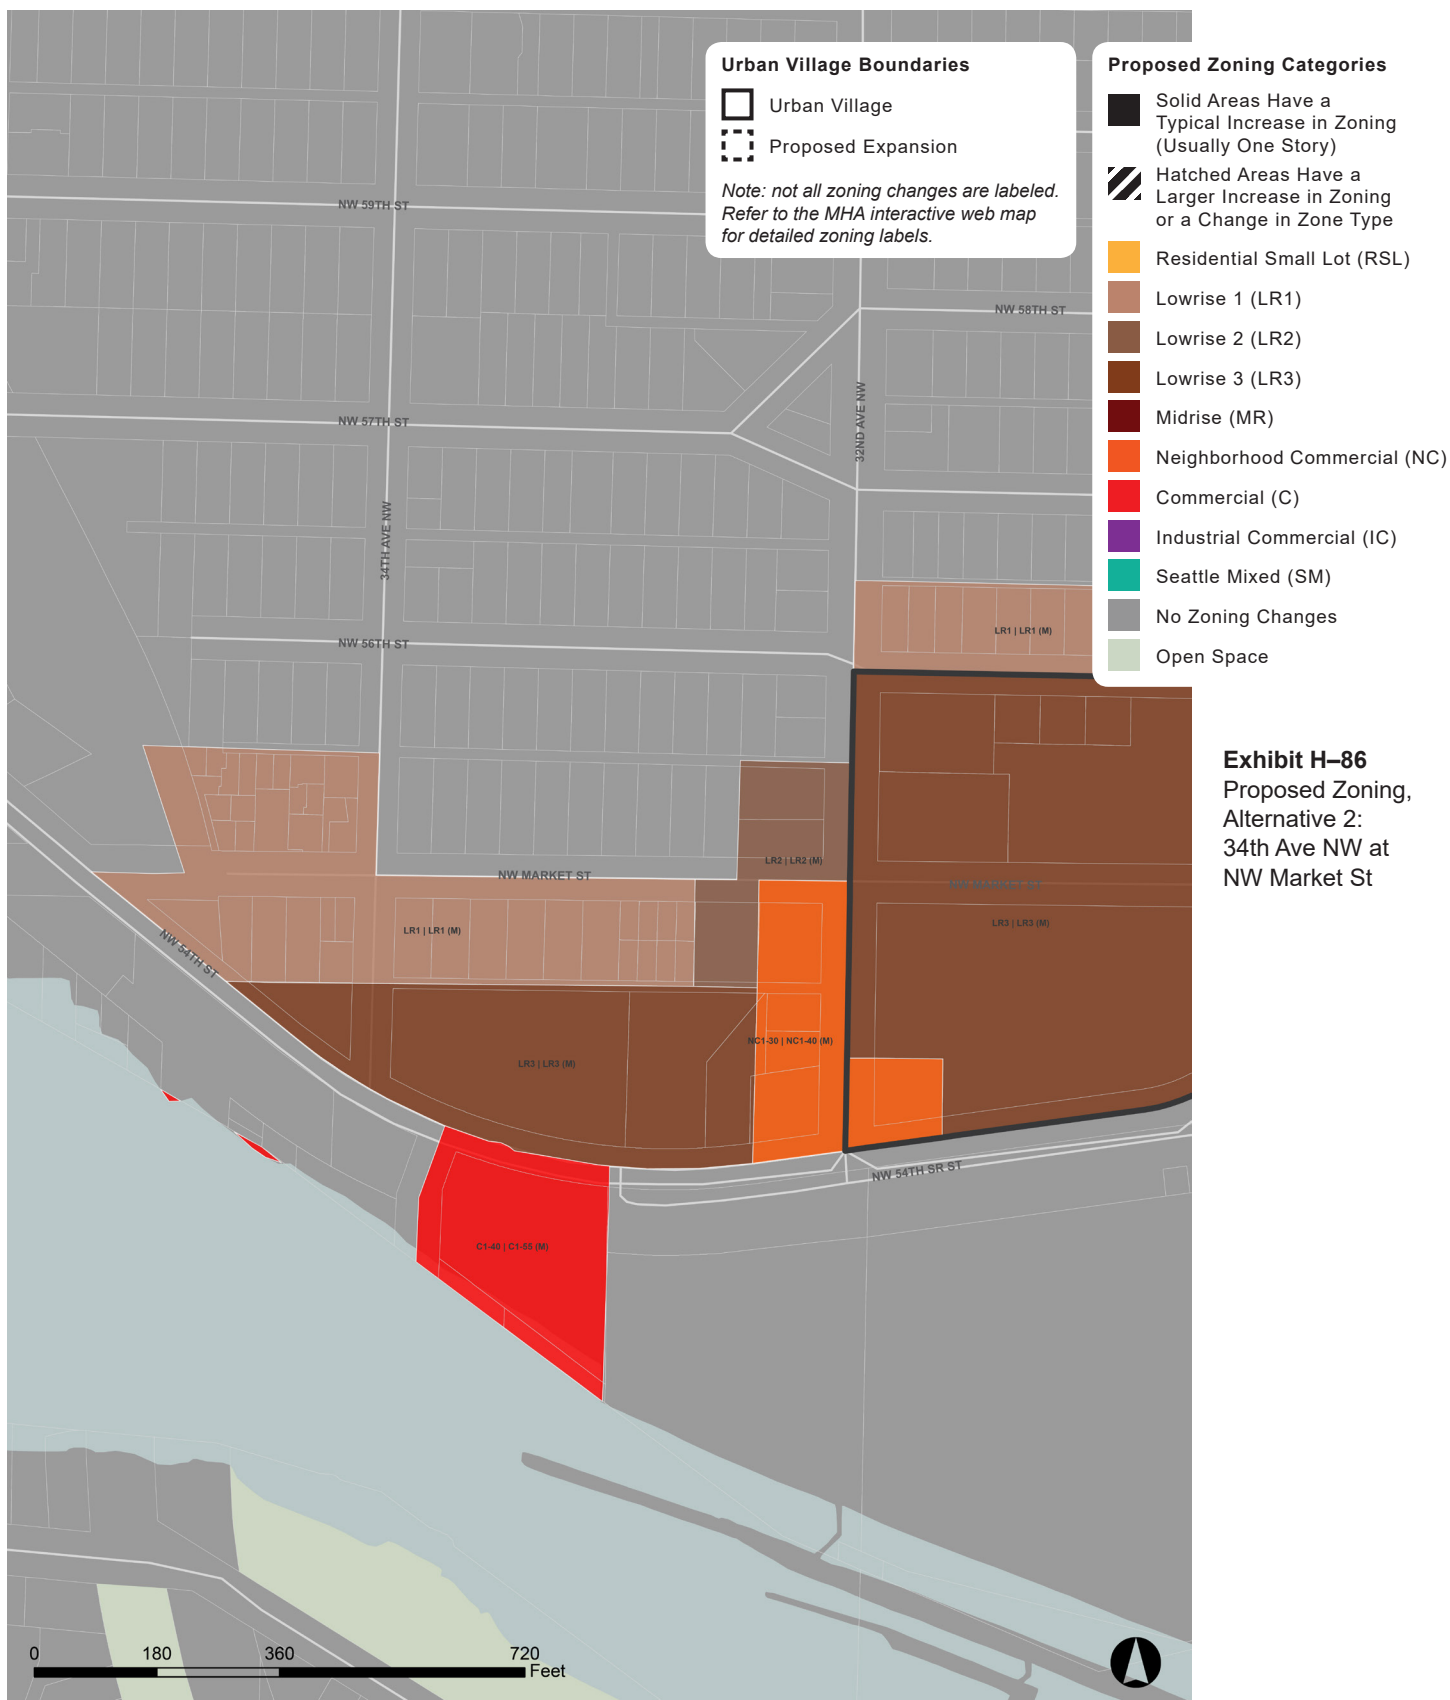 Urban Village Boundaries
Urban Village
Proposed Expansion
Note: not all zoning changes are labeled.
Refer to the MHA interactive web map
for detailed zoning labels.
Proposed Zoning Categories
Solid Areas Have a
Typical Increase in Zoning
(Usually One Story)
Hatched Areas Have a
Larger Increase in Zoning
or a Change in Zone Type
Residential Small Lot (RSL)
Lowrise 1 (LR1)
Lowrise 2 (LR2)
Lowrise 3 (LR3)
Midrise (MR)
Neighborhood Commercial (NC)
Commercial (C)
Industrial Commercial (IC)
Seattle Mixed (SM)
No Zoning Changes
Open Space
Exhibit H–86
Proposed Zoning,
Alternative 2:
34th Ave NW at
NW Market St
NW 59TH ST
NW 58TH ST
NW 57TH ST
32ND AVE NW
34TH AVE NW
NW 56TH ST
LR1 | LR1 (M)
LR2 | LR2 (M)
NW MARKET ST
NW MARKET ST
LR1 | LR1 (M)
LR3 | LR3 (M)
NW 54TH ST
NC1-30 | NC1-40 (M)
LR3 | LR3 (M)
NW 54TH SR ST
C1-40 | C1-55 (M)
0 180 360 720
Feet